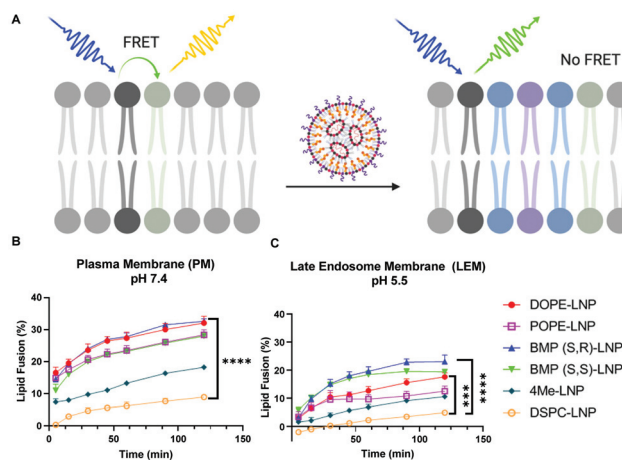 A
FRET
No FRET
B
Plasma Membrane (PM)
pH 7.4
Lipid Fusion (%)
40
30
20
10
0
0
50
100
150
Time (min)
****
C
Late Endosome Membrane (LEM)
pH 5.5
Lipid Fusion (%)
40
30
20
10
0
0
50
100
150
Time (min)
***
****
DOPE-LNP
POPE-LNP
BMP (S,R)-LNP
BMP (S,S)-LNP
4Me-LNP
DSPC-LNP